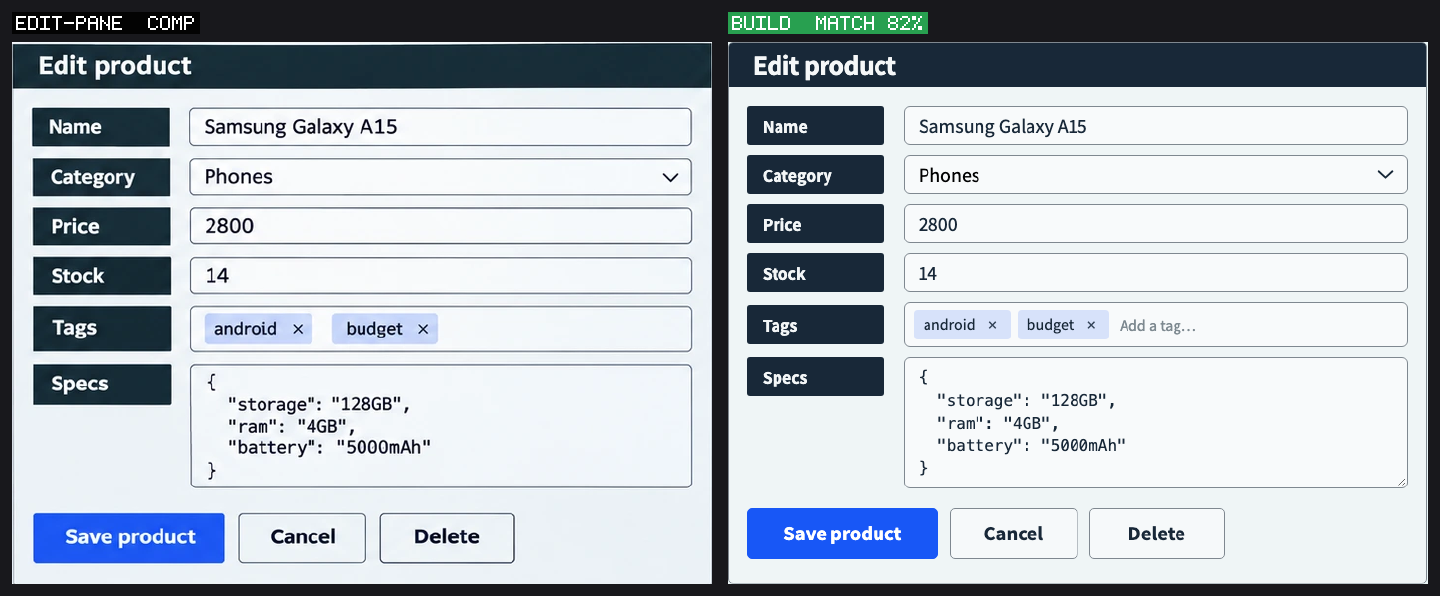 EDIT-PANE COMP
Edit product
Name
Samsung Galaxy A15
Category
Phones
Price
2800
Stock
14
Tags
android ×
budget ×
Specs
{
"storage": "128GB",
"ram": "4GB",
"battery": "5000mAh"
}
Save product
Cancel
Delete
BUILD MATCH 82%
Edit product
Name
Samsung Galaxy A15
Category
Phones
Price
2800
Stock
14
Tags
android ×
budget ×
Add a tag...
Specs
{
"storage": "128GB",
"ram": "4GB",
"battery": "5000mAh"
}
Save product
Cancel
Delete